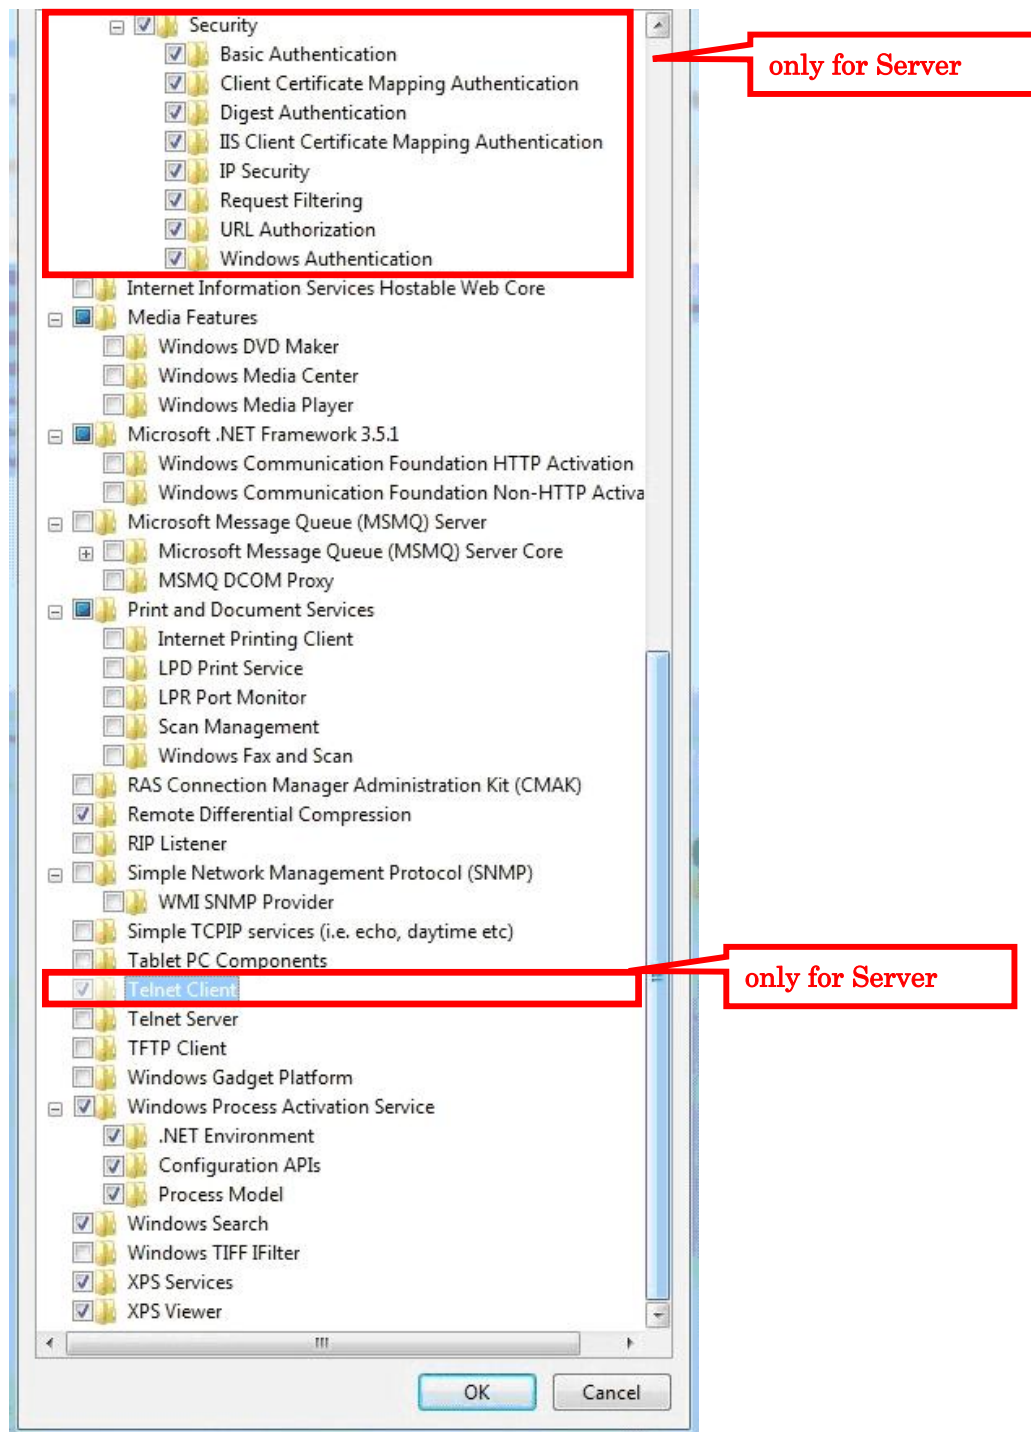 Security
only for Server
Basic Authentication
Client Certificate Mapping Authentication
Digest Authentication
IIS Client Certificate Mapping Authentication
IP Security
Request Filtering
URL Authorization
Windows Authentication
Internet Information Services Hostable Web Core
Media Features
Windows DVD Maker
Windows Media Center
Windows Media Player
Microsoft .NET Framework 3.5.1
Windows Communication Foundation HTTP Activation
Windows Communication Foundation Non-HTTP Activa
Microsoft Message Queue (MSMQ) Server
Microsoft Message Queue (MSMQ) Server Core
MSMQ DCOM Proxy
Print and Document Services
Internet Printing Client
LPD Print Service
LPR Port Monitor
Scan Management
Windows Fax and Scan
RAS Connection Manager Administration Kit (CMAK)
Remote Differential Compression
RIP Listener
Simple Network Management Protocol (SNMP)
WMI SNMP Provider
Simple TCPIP services (i.e. echo, daytime etc)
Tablet PC Components
Telnet Client
only for Server
Telnet Server
TFTP Client
Windows Gadget Platform
Windows Process Activation Service
.NET Environment
Configuration APIs
Process Model
Windows Search
Windows TIFF IFilter
XPS Services
XPS Viewer
OK
Cancel